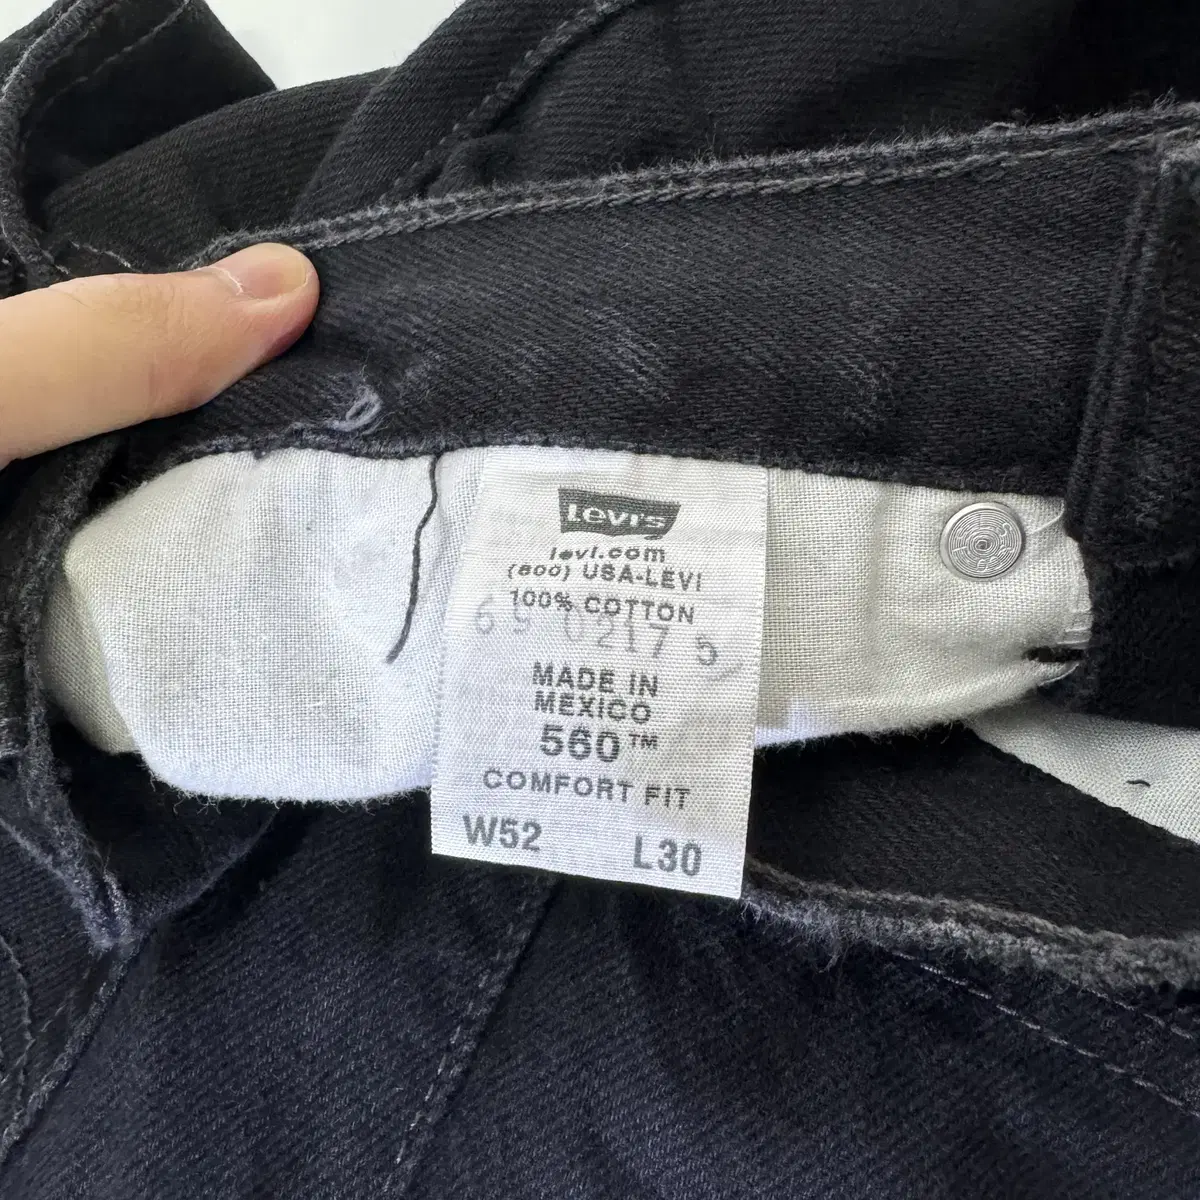 Levi's
levi.com
(800) USA-LEVI
100% COTTON
MADE IN
MEXICO
560™
COMFORT FIT
W52 L30